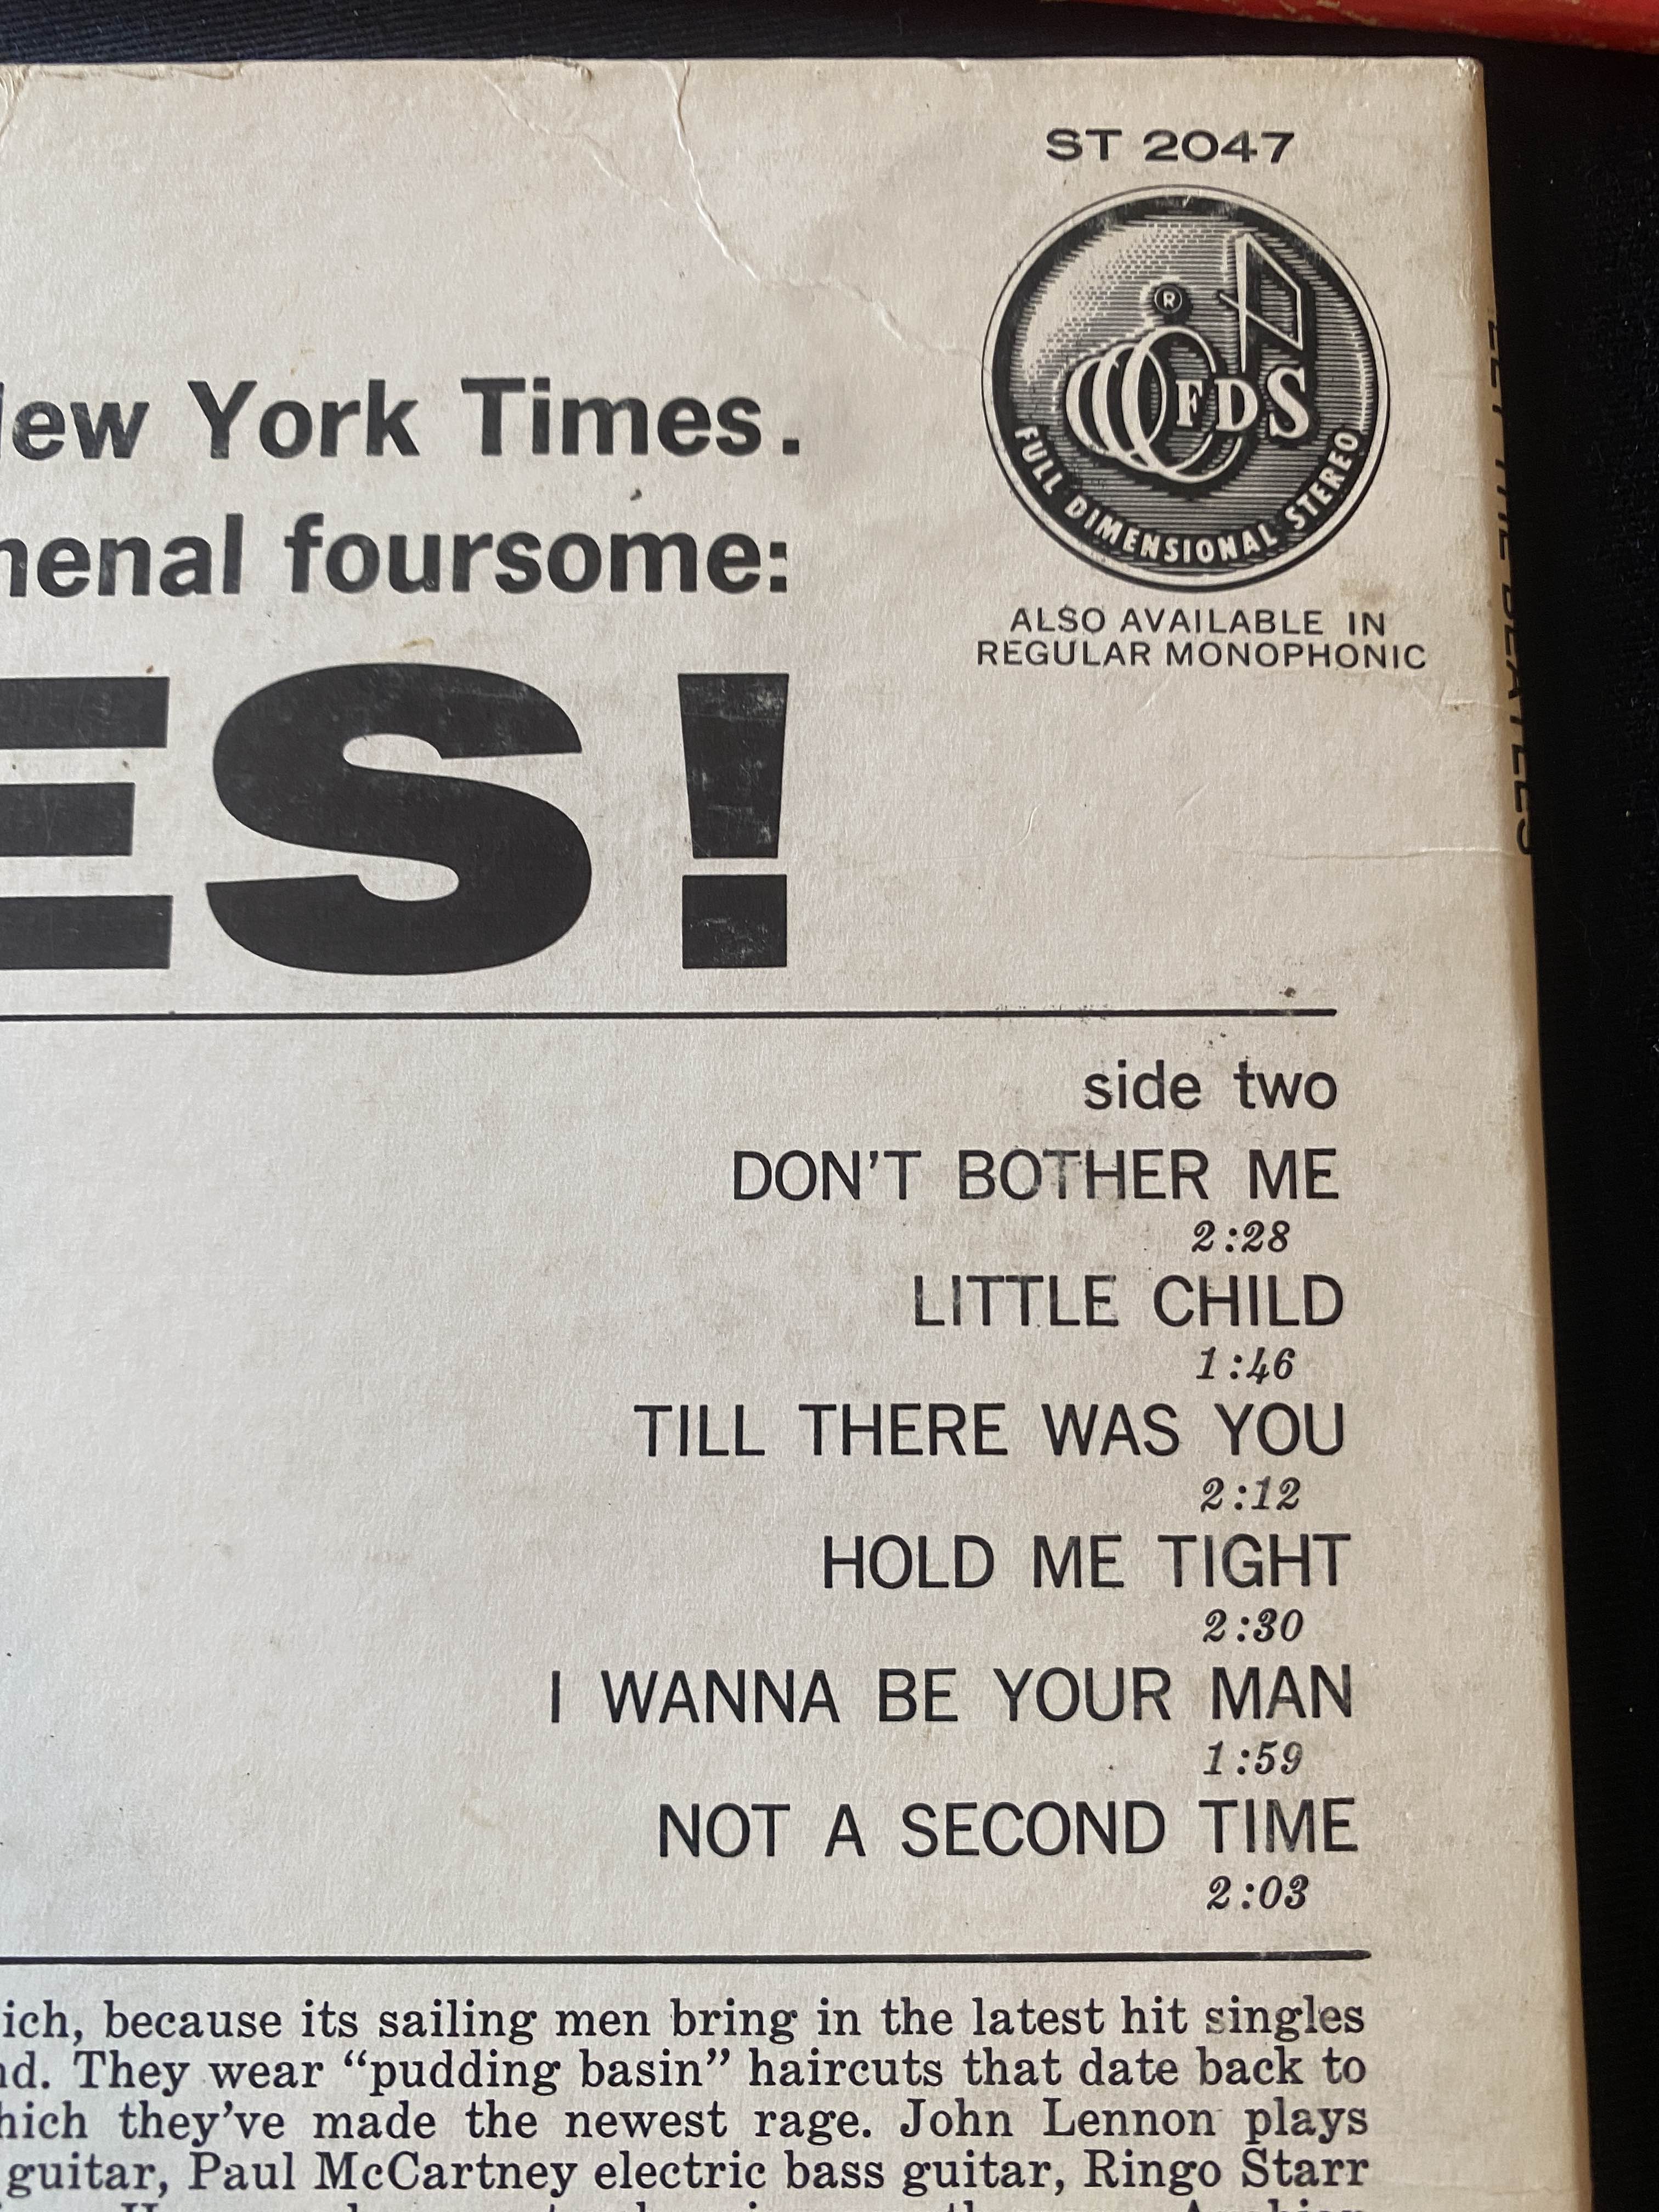 ST 2047
®
FDS
FULL DIMENSIONAL STEREO
ALSO AVAILABLE IN
REGULAR MONOPHONIC
ew York Times.
enal foursome:
ES!
side two
DON'T BOTHER ME
2:28
LITTLE CHILD
1:46
TILL THERE WAS YOU
2:12
HOLD ME TIGHT
2:30
I WANNA BE YOUR MAN
1:59
NOT A SECOND TIME
2:03
ich, because its sailing men bring in the latest hit singles
d. They wear “pudding basin” haircuts that date back to
hich they’ve made the newest rage. John Lennon plays
guitar, Paul McCartney electric bass guitar, Ringo Starr
THE BEATLES